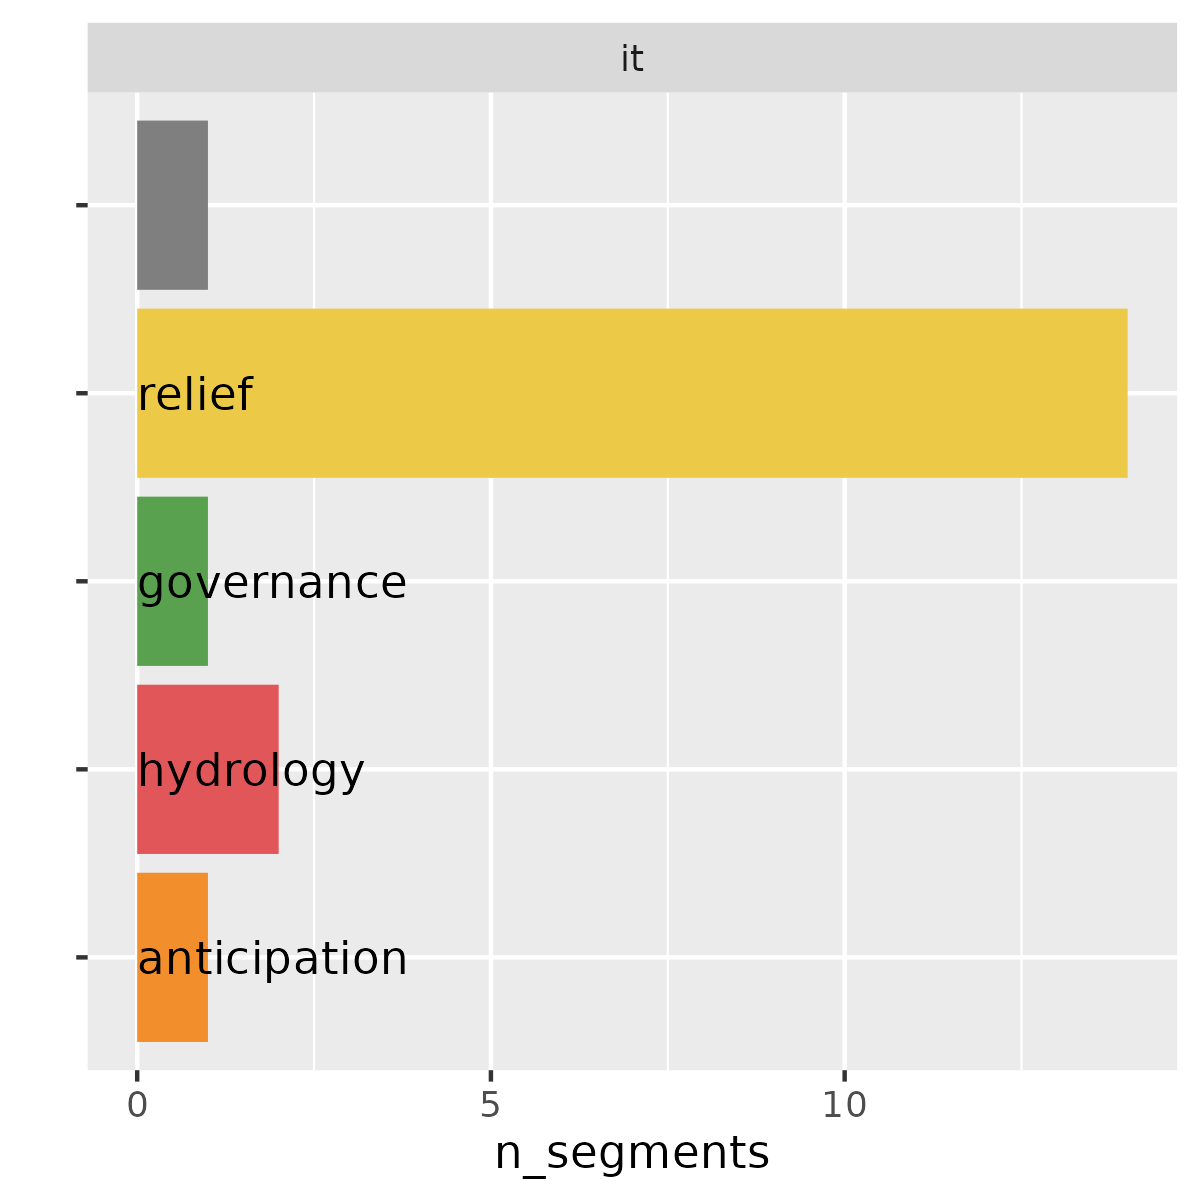 it
relief
governance
hydrology
anticipation
0 5 10
n_segments